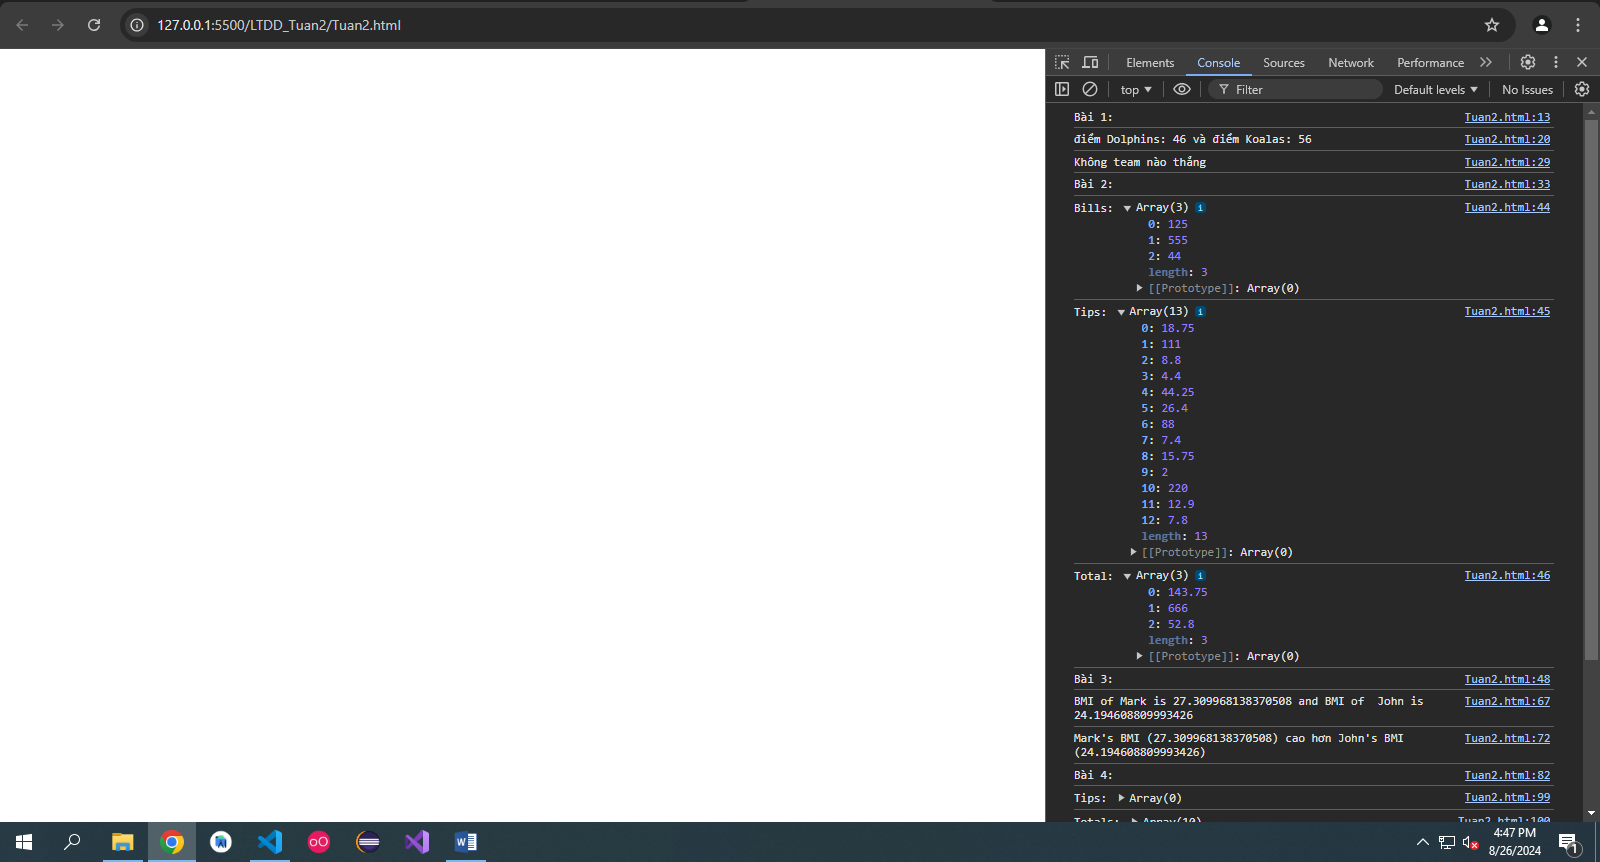 127.0.0.1:5500/LTDD_Tuan2/Tuan2.html
Elements Console Sources Network Performance
top Filter Default levels No Issues
Bài 1: Tuan2.html:13
điểm Dolphins: 46 và điểm Koalas: 56 Tuan2.html:20
Không team nào thắng Tuan2.html:29
Bài 2: Tuan2.html:33
Bills: Array(3) i Tuan2.html:44
0: 125
1: 555
2: 44
length: 3
[[Prototype]]: Array(0)
Tips: Array(13) i Tuan2.html:45
0: 18.75
1: 111
2: 8.8
3: 4.4
4: 44.25
5: 26.4
6: 88
7: 7.4
8: 15.75
9: 2
10: 220
11: 12.9
12: 7.8
length: 13
[[Prototype]]: Array(0)
Total: Array(3) i Tuan2.html:46
0: 143.75
1: 666
2: 52.8
length: 3
[[Prototype]]: Array(0)
Bài 3: Tuan2.html:48
BMI of Mark is 27.309968138370508 and BMI of  John is Tuan2.html:67
24.194608809993426
Mark's BMI (27.309968138370508) cao hơn John's BMI Tuan2.html:72
(24.194608809993426)
Bài 4: Tuan2.html:82
Tips: Array(0) Tuan2.html:99
Totals: Array(10) Tuan2.html:100
4:47 PM
8/26/2024
1